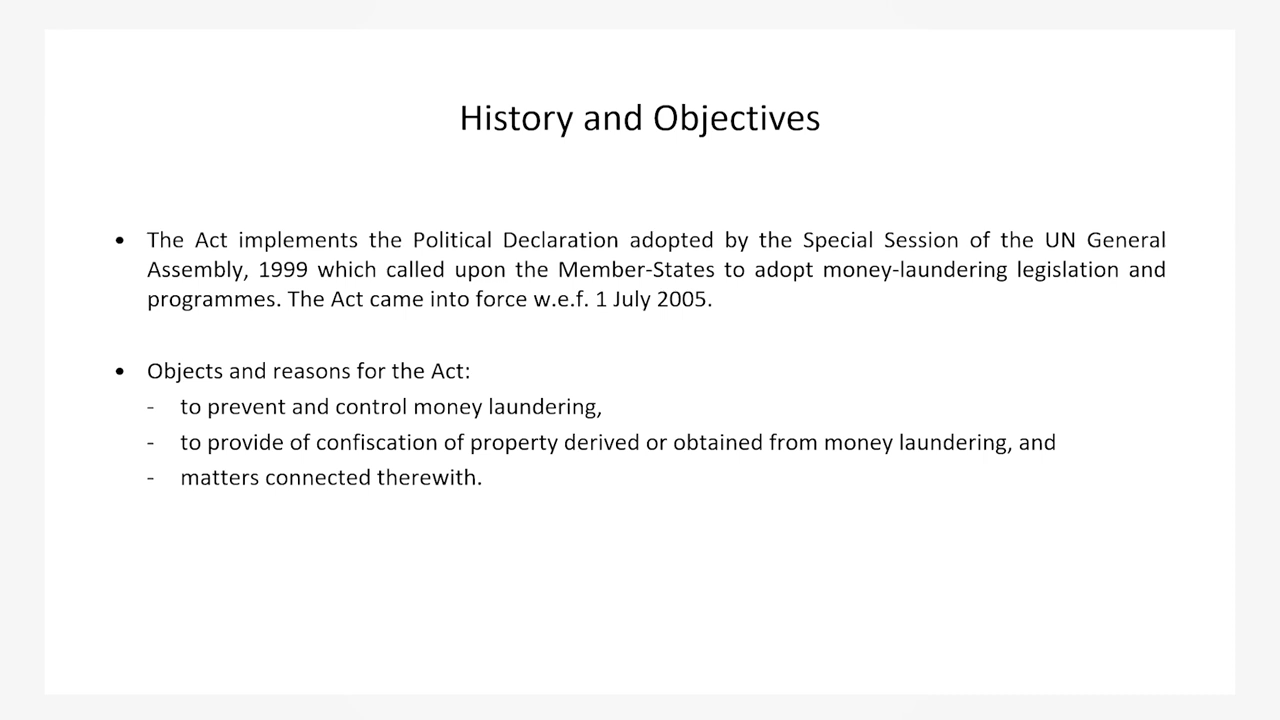 History and Objectives
• The Act implements the Political Declaration adopted by the Special Session of the UN General
Assembly, 1999 which called upon the Member-States to adopt money-laundering legislation and
programmes. The Act came into force w.e.f. 1 July 2005.
• Objects and reasons for the Act:
- to prevent and control money laundering,
- to provide of confiscation of property derived or obtained from money laundering, and
- matters connected therewith.